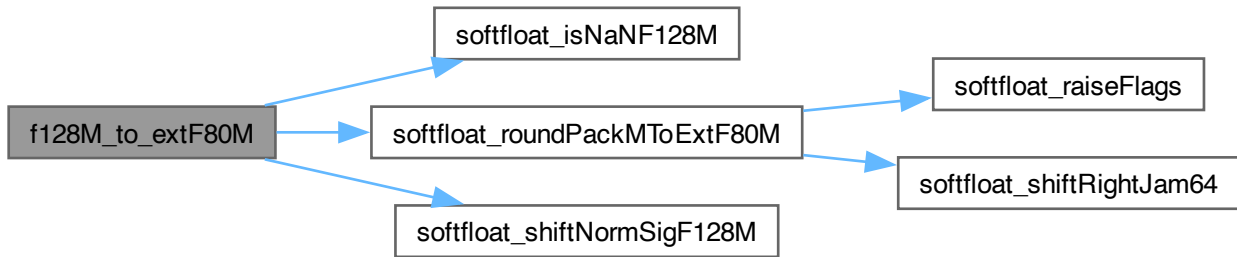 softfloat_isNaNF128M
softfloat_raiseFlags
f128M_to_extF80M
softfloat_roundPackMToExtF80M
softfloat_shiftRightJam64
softfloat_shiftNormSigF128M